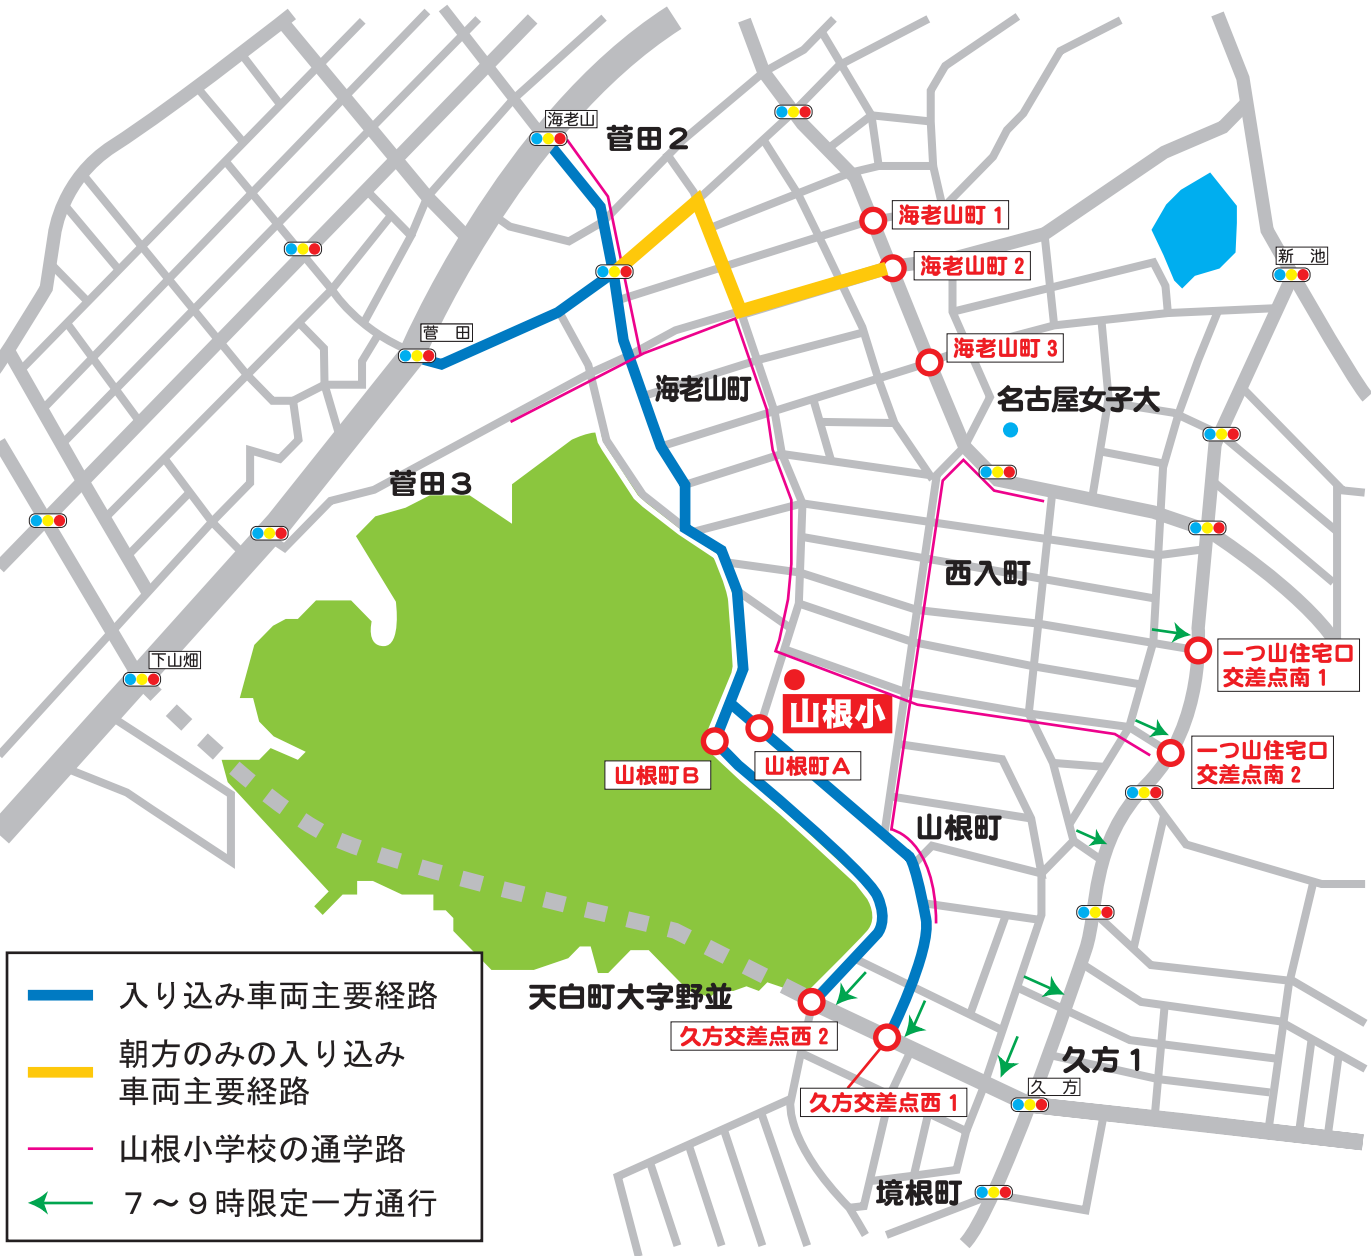 海老山
菅田２
海老山町 1
海老山町 2
新　池
菅　田
海老山町 3
海老山町
名古屋女子大
菅田３
西入町
一つ山住宅口
交差点南 1
下山畑
山根小
一つ山住宅口
交差点南 2
山根町 B
山根町 A
山根町
天白町大字野並
久方交差点西 2
久方１
久　方
久方交差点西 1
境根町
入り込み車両主要経路
朝方のみの入り込み
車両主要経路
山根小学校の通学路
７～９時限定一方通行